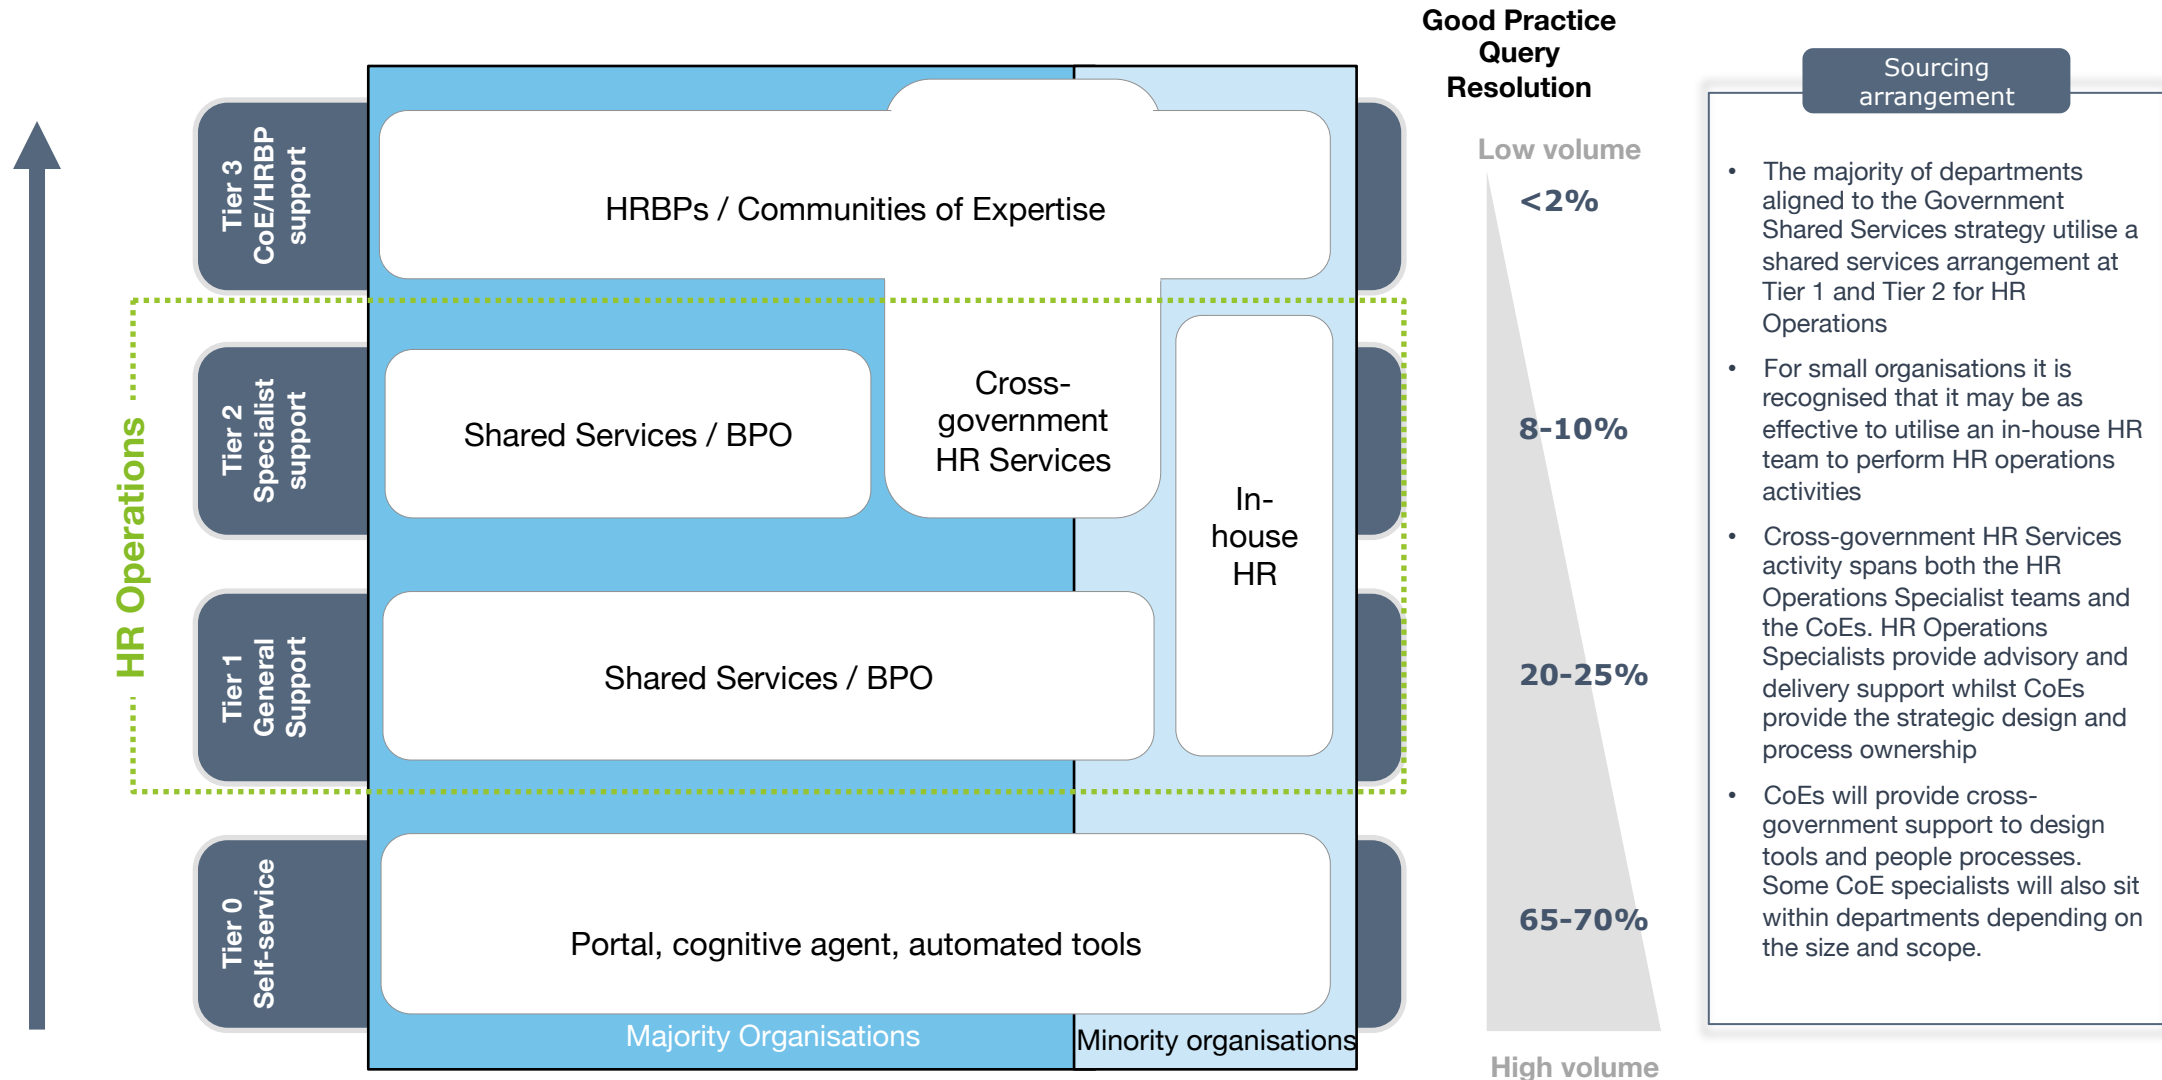 Good Practice
Query
Resolution
Sourcing
arrangement
HR Operations
Tier 3
CoE/HRBP
support
HRBPs / Communities of Expertise
Low volume
<2%
Tier 2
Specialist
support
Shared Services / BPO
Cross-
government
HR Services
In-
house
HR
8-10%
Tier 1
General
Support
Shared Services / BPO
20-25%
Tier 0
Self-service
Portal, cognitive agent, automated tools
65-70%
Majority Organisations
Minority organisations
High volume
• The majority of departments
aligned to the Government
Shared Services strategy utilise a
shared services arrangement at
Tier 1 and Tier 2 for HR
Operations
• For small organisations it is
recognised that it may be as
effective to utilise an in-house HR
team to perform HR operations
activities
• Cross-government HR Services
activity spans both the HR
Operations Specialist teams and
the CoEs. HR Operations
Specialists provide advisory and
delivery support whilst CoEs
provide the strategic design and
process ownership
• CoEs will provide cross-
government support to design
tools and people processes.
Some CoE specialists will also sit
within departments depending on
the size and scope.